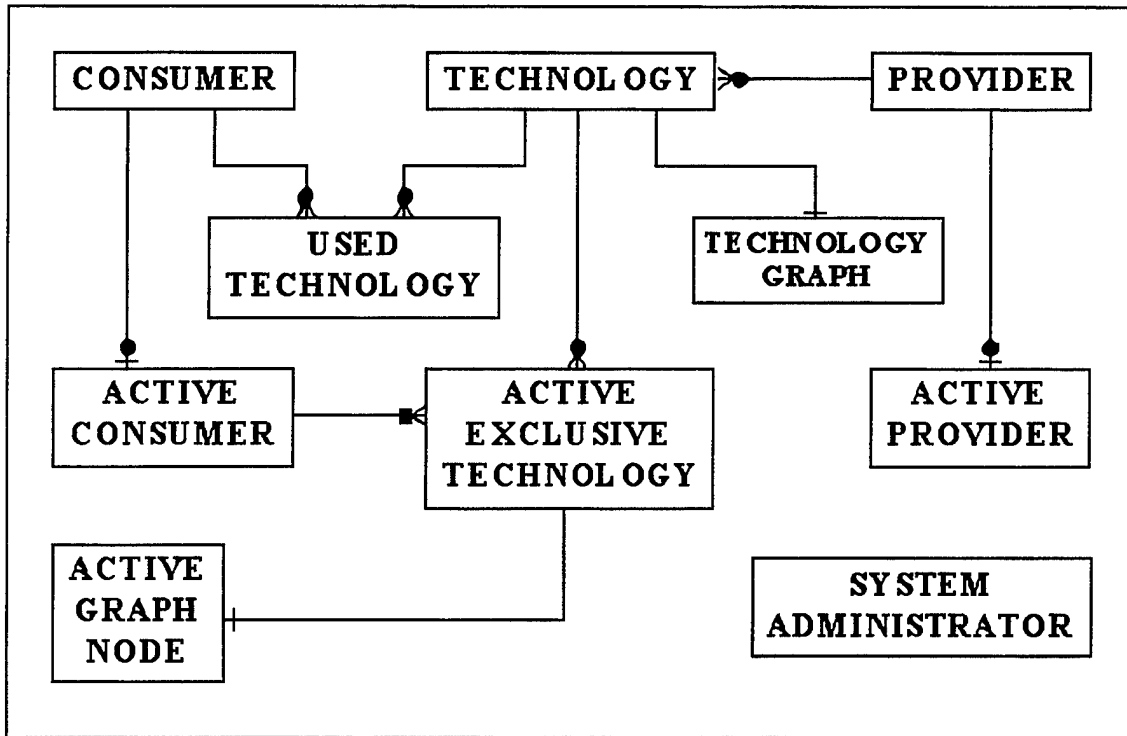 CONSUMER
TECHNOLOGY
PROVIDER
USED
TECHNOLOGY
TECHNOLOGY
GRAPH
ACTIVE
CONSUMER
ACTIVE
EXCLUSIVE
TECHNOLOGY
ACTIVE
PROVIDER
ACTIVE
GRAPH
NODE
SYSTEM
ADMINISTRATOR